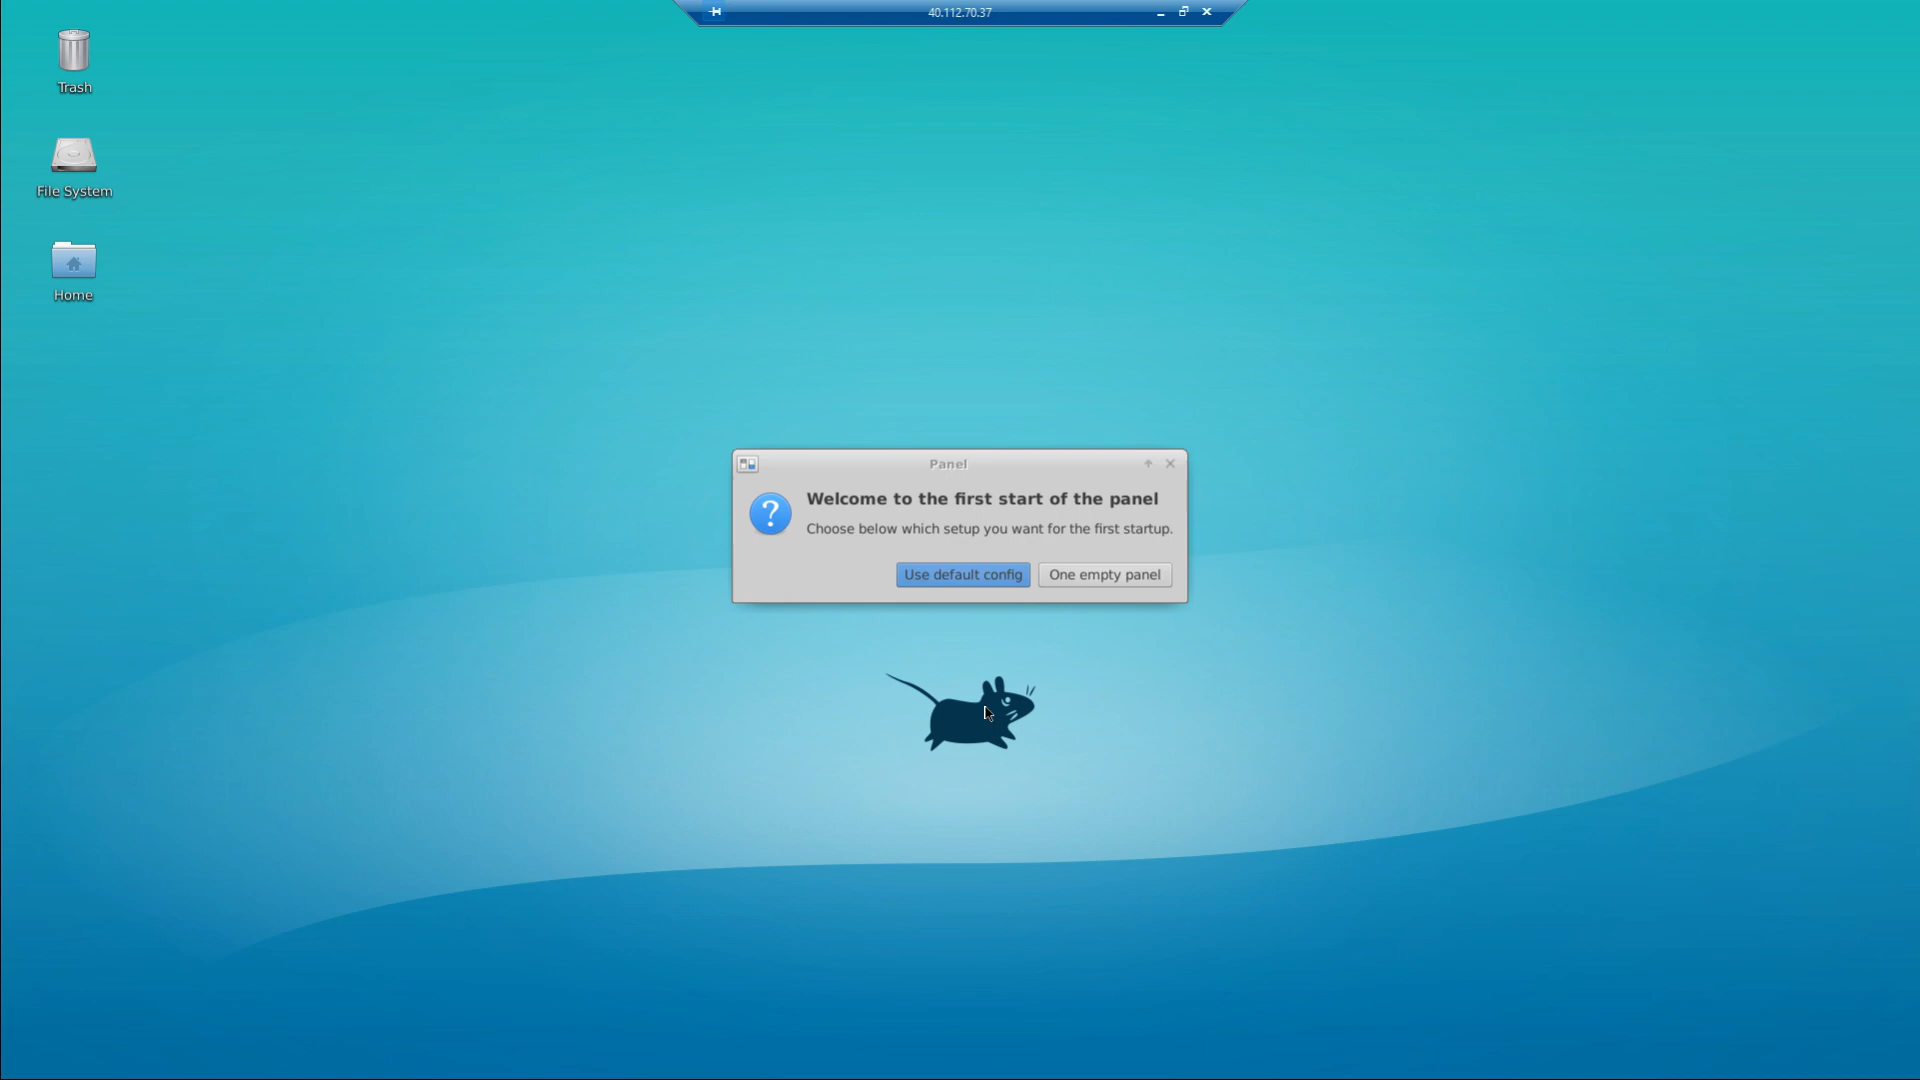 40.112.70.37
Trash
File System
Home
Panel
Welcome to the first start of the panel
Choose below which setup you want for the first startup.
Use default config
One empty panel